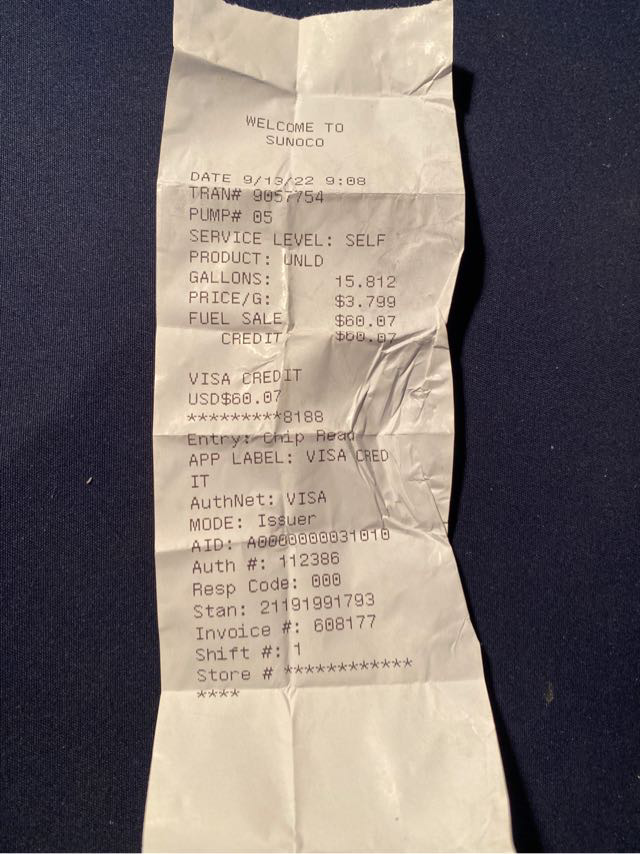 WELCOME TO
SUNOCO
DATE 9/13/22 9:08
TRAN# 9057754
PUMP# 05
SERVICE LEVEL: SELF
PRODUCT: UNLD
GALLONS: 15.812
PRICE/G: $3.799
FUEL SALE $60.07
CREDIT $60.07
VISA CREDIT
USD$60.07
*********8188
Entry: Chip Read
APP LABEL: VISA CRED
IT
AuthNet: VISA
MODE: Issuer
AID: A0000000031010
Auth #: 112386
Resp Code: 000
Stan: 21191991793
Invoice #: 608177
Shift #: 1
Store # ************
****